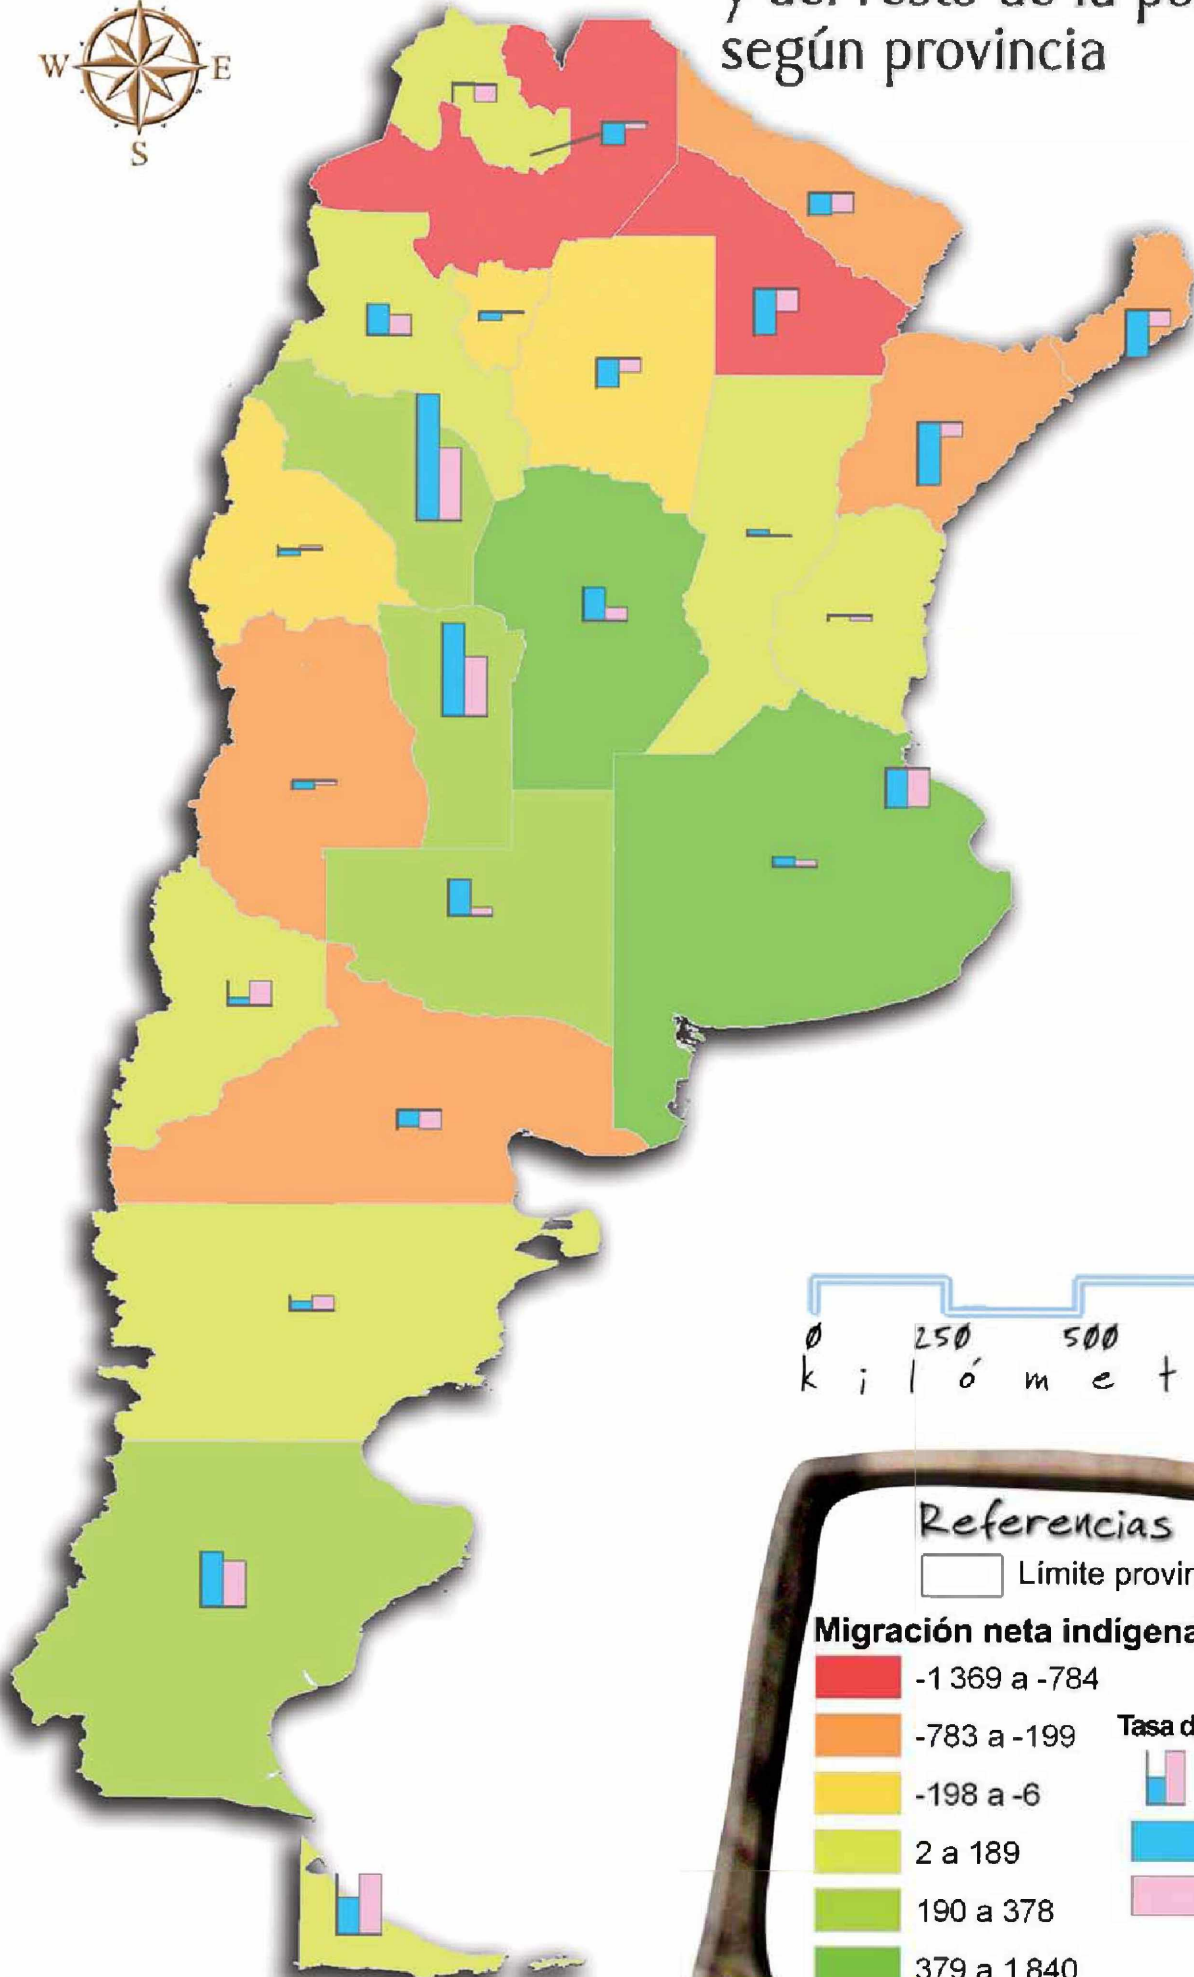 según provincia
W E
S
0 250 500
k i l ó m e t
Referencias
Límite provin
Migración neta indígena
-1 369 a -784
-783 a -199
Tasa d
-198 a -6
2 a 189
190 a 378
379 a 1 840